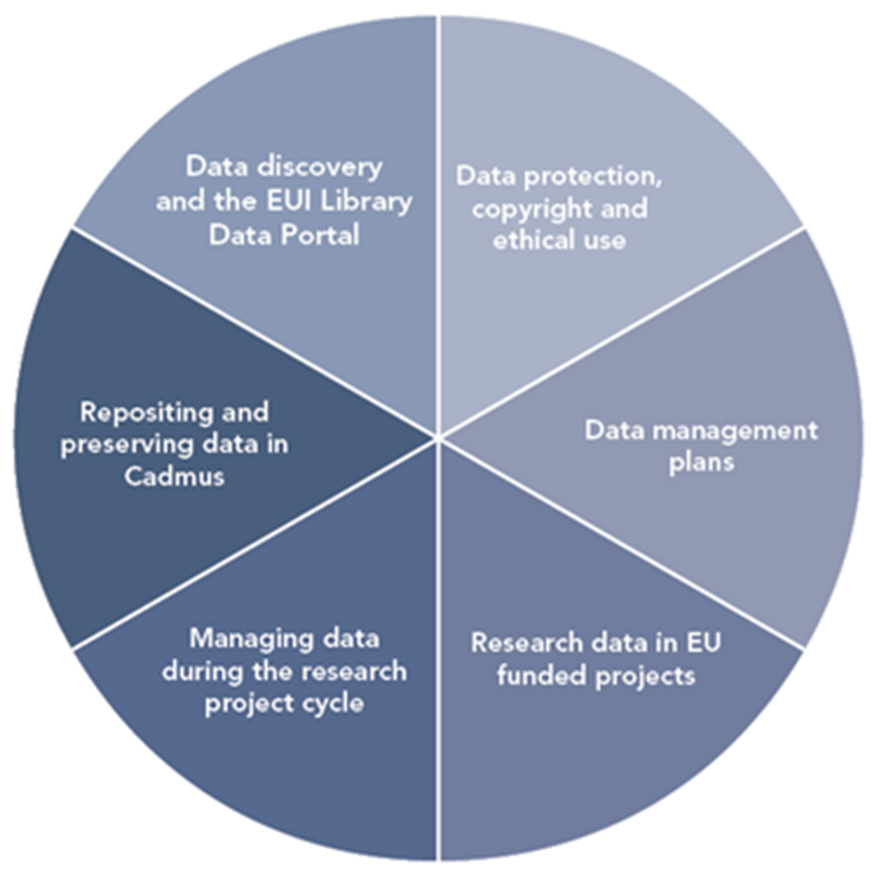 Data discovery
and the EUI Library
Data Portal
Data protection,
copyright and
ethical use
Data management
plans
Research data in EU
funded projects
Managing data
during the research
project cycle
Repositing and
preserving data in
Cadmus